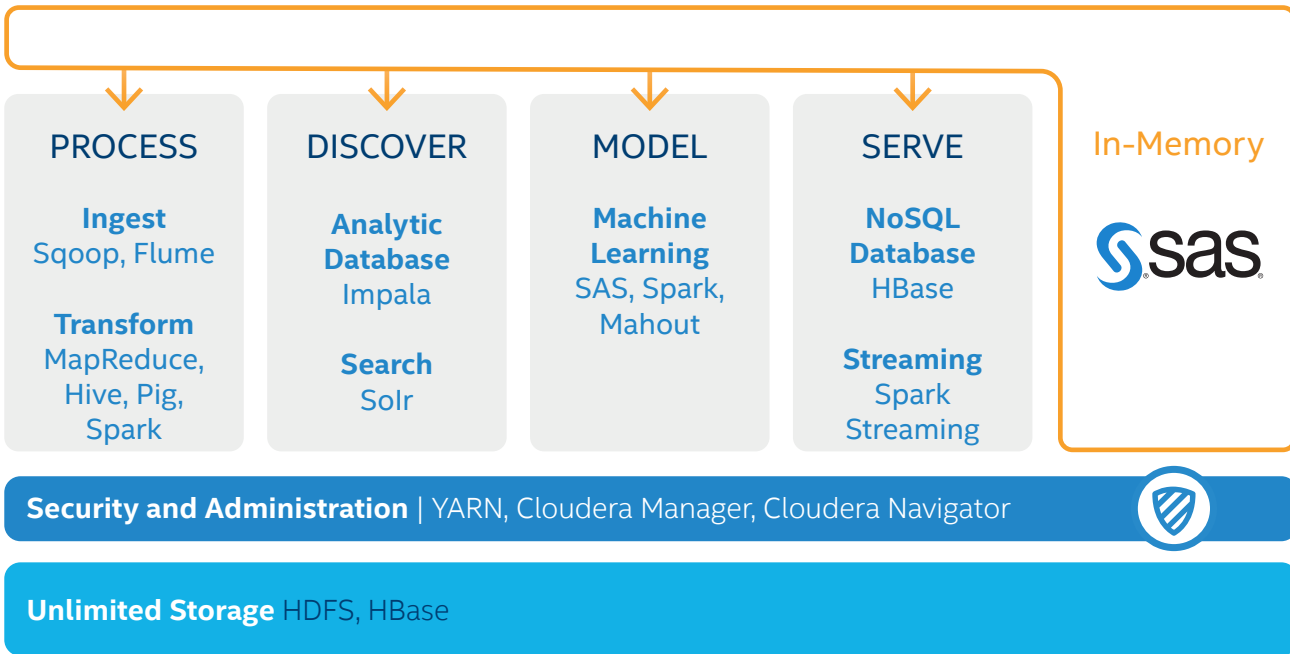 PROCESS
Ingest
Sqoop, Flume
Transform
MapReduce,
Hive, Pig,
Spark
DISCOVER
Analytic
Database
Impala
Search
Solr
MODEL
Machine
Learning
SAS, Spark,
Mahout
SERVE
NoSQL
Database
HBase
Streaming
Spark
Streaming
In-Memory
sas
Security and Administration | YARN, Cloudera Manager, Cloudera Navigator
Unlimited Storage HDFS, HBase